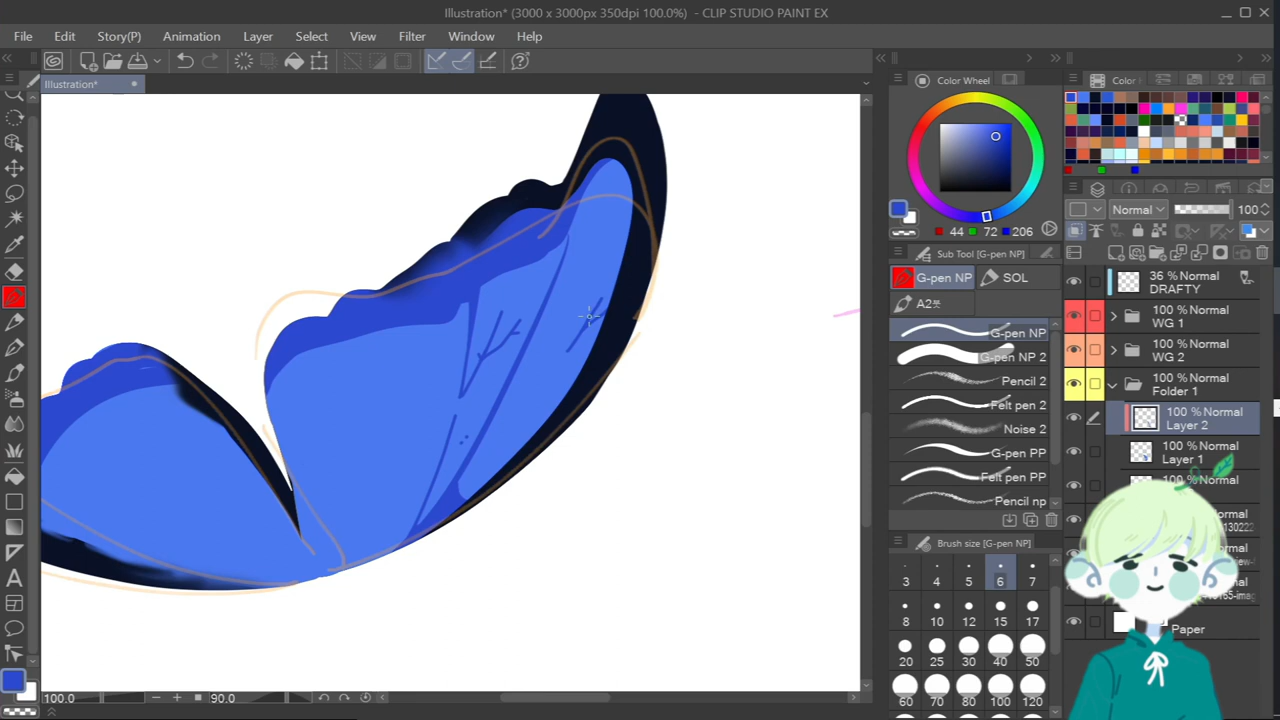 Illustration* (3000 x 3000px 350dpi 100.0%) - CLIP STUDIO PAINT EX
File Edit Story(P) Animation Layer Select View Filter Window Help
Illustration*
Color Wheel
Color
44 72 206
Normal 100
Sub Tool [G-pen NP]
G-pen NP SOL
A2쯧
G-pen NP
G-pen NP 2
Pencil 2
Felt pen 2
Noise 2
G-pen PP
Felt pen PP
Pencil np
Brush size [G-pen NP]
3 4 5 6 7
8 10 12 15 17
20 25 30 40 50
60 70 80 100 120
36 % Normal
DRAFTY
100 % Normal
WG 1
100 % Normal
WG 2
100 % Normal
Folder 1
100 % Normal
Layer 2
100 % Normal
Layer 1
100 % Normal
Paper
100.0 90.0